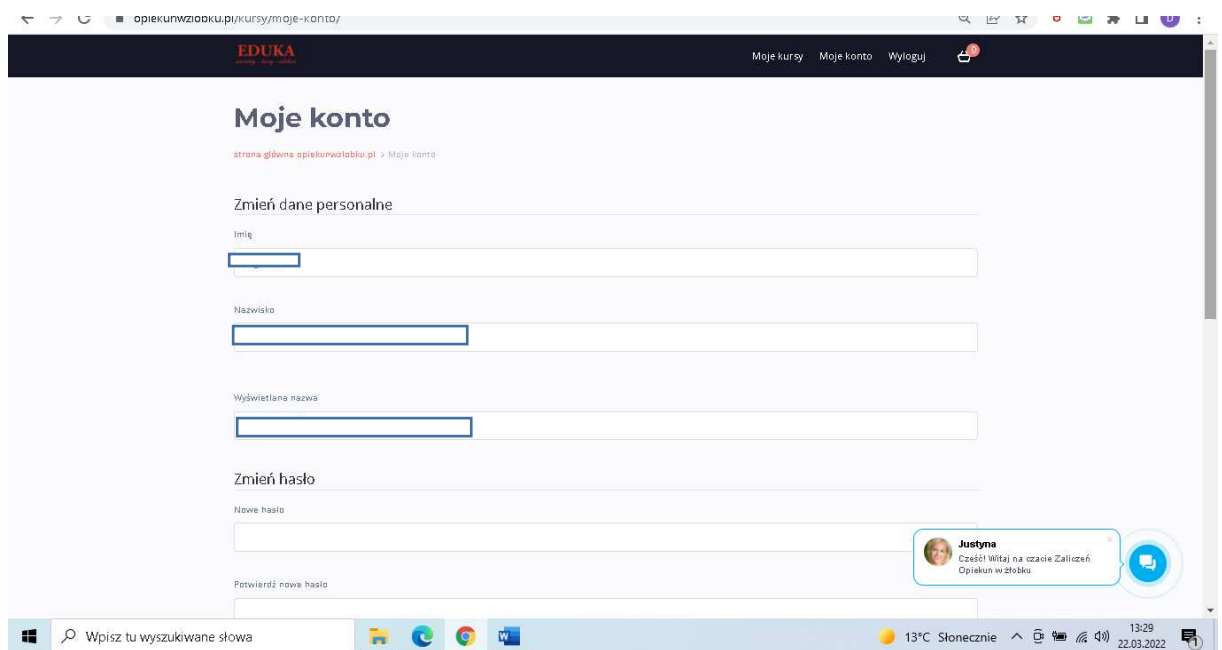 opiekunwzlobku.pl/kursy/moje-konto/
EDUKA
Moje kursy Moje konto Wyloguj 0
Moje konto
strona główna opiekunwzlobku.pl > Moje konto
Zmień dane personalne
Imię
Nazwisko
Wyświetlana nazwa
Zmień hasło
Nowe hasło
Potwierdź nowe hasło
Justyna
Cześć! Witaj na czacie Zaliczeń
Opiekun w żłobku
Wpisz tu wyszukiwane słowa
13°C Słonecznie
13:29
22.03.2022
1